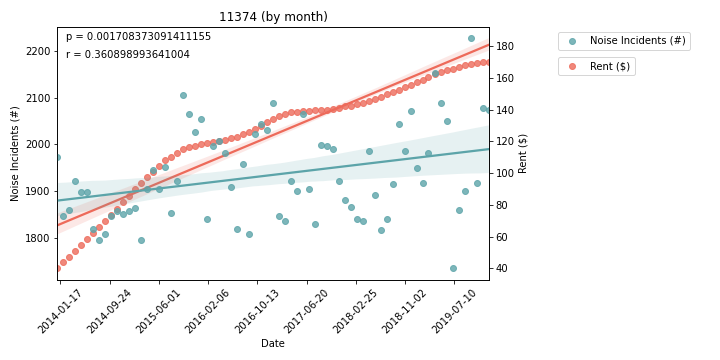 11374 (by month)
p = 0.001708373091411155
r = 0.360898993641004
Noise Incidents (#)
Rent ($)
Noise Incidents (#)
2200
2100
2000
1900
1800
180
160
140
120
100
80
60
40
Rent ($)
2014-01-17
2014-09-24
2015-06-01
2016-02-06
2016-10-13
2017-06-20
2018-02-25
2018-11-02
2019-07-10
Date